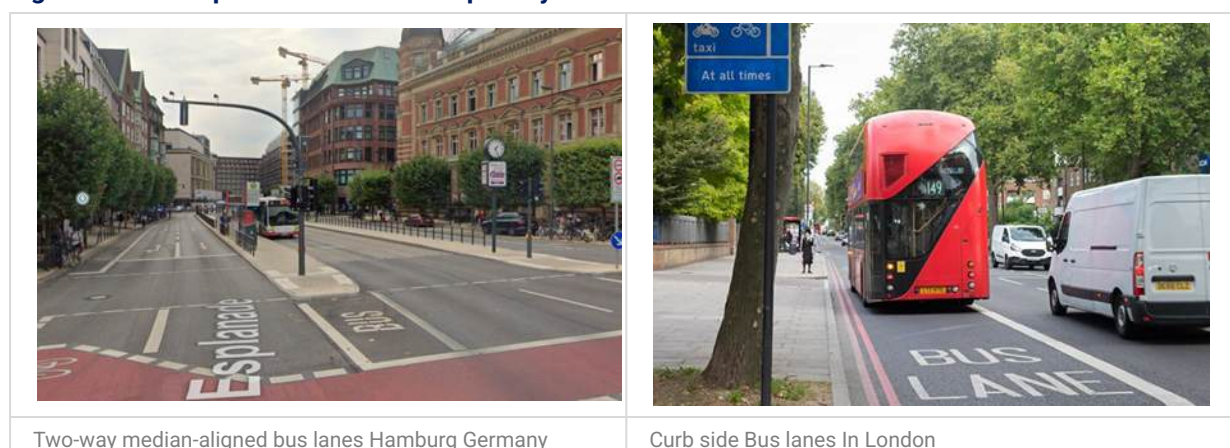 Esplanade
BUS
taxi
At all times
149
BUS
LANE
Two-way median-aligned bus lanes Hamburg Germany
Curb side Bus lanes In London